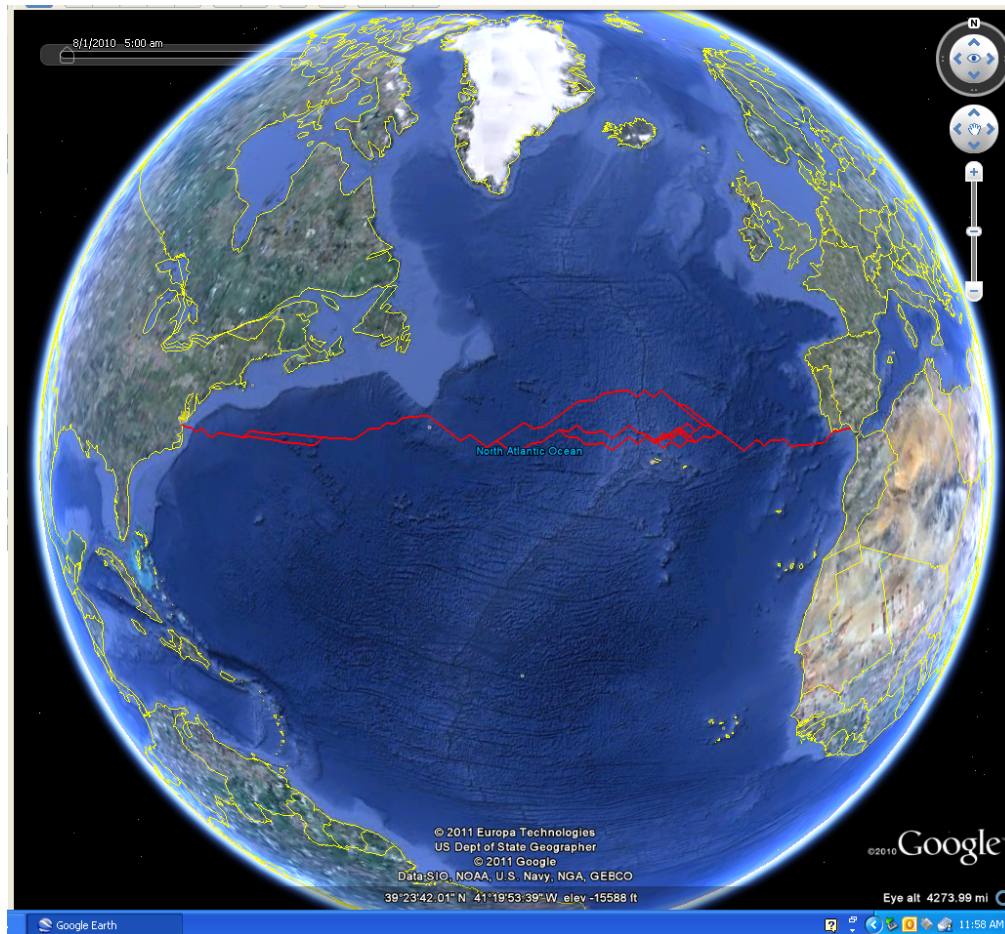 8/1/2010 5:00 am
N
North Atlantic Ocean
© 2011 Europa Technologies
US Dept of State Geographer
© 2011 Google
Data SIO, NOAA, U.S. Navy, NGA, GEBCO
©2010 Google
39°23'42.01" N 41°19'53.39" W elev -15588 ft
Eye alt 4273.99 mi
Google Earth
11:58 AM